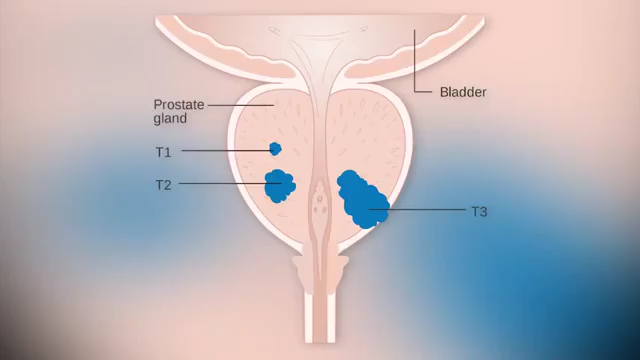 Bladder
Prostate
gland
T1
T2
T3